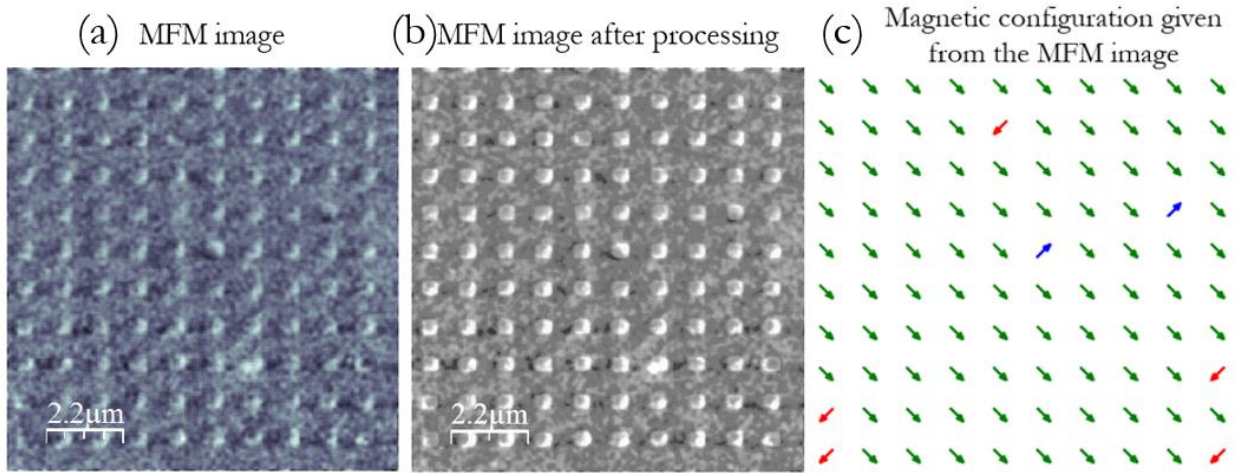 (a) MFM image
(b)MFM image after processing
(c) Magnetic configuration given
from the MFM image
2.2μm
2.2μm